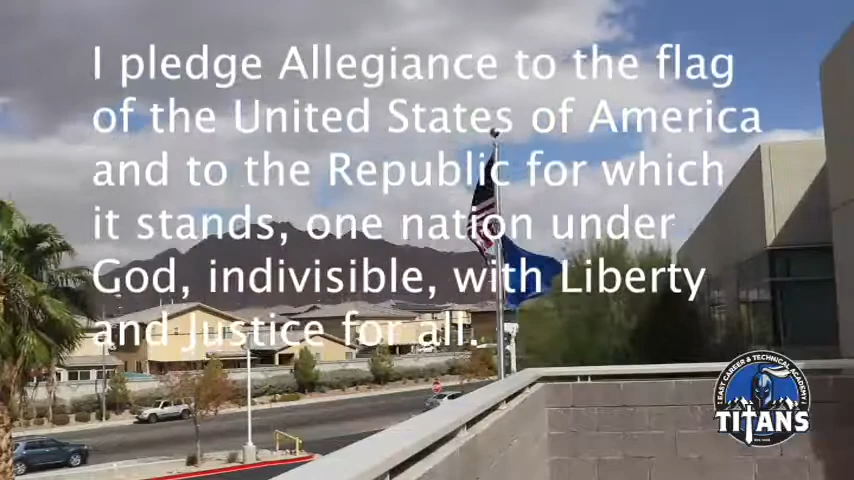 I pledge Allegiance to the flag
of the United States of America
and to the Republic for which
it stands, one nation under
God, indivisible, with Liberty
and Justice for all.
EAST CAREER & TECHNICAL ACADEMY
TITANS